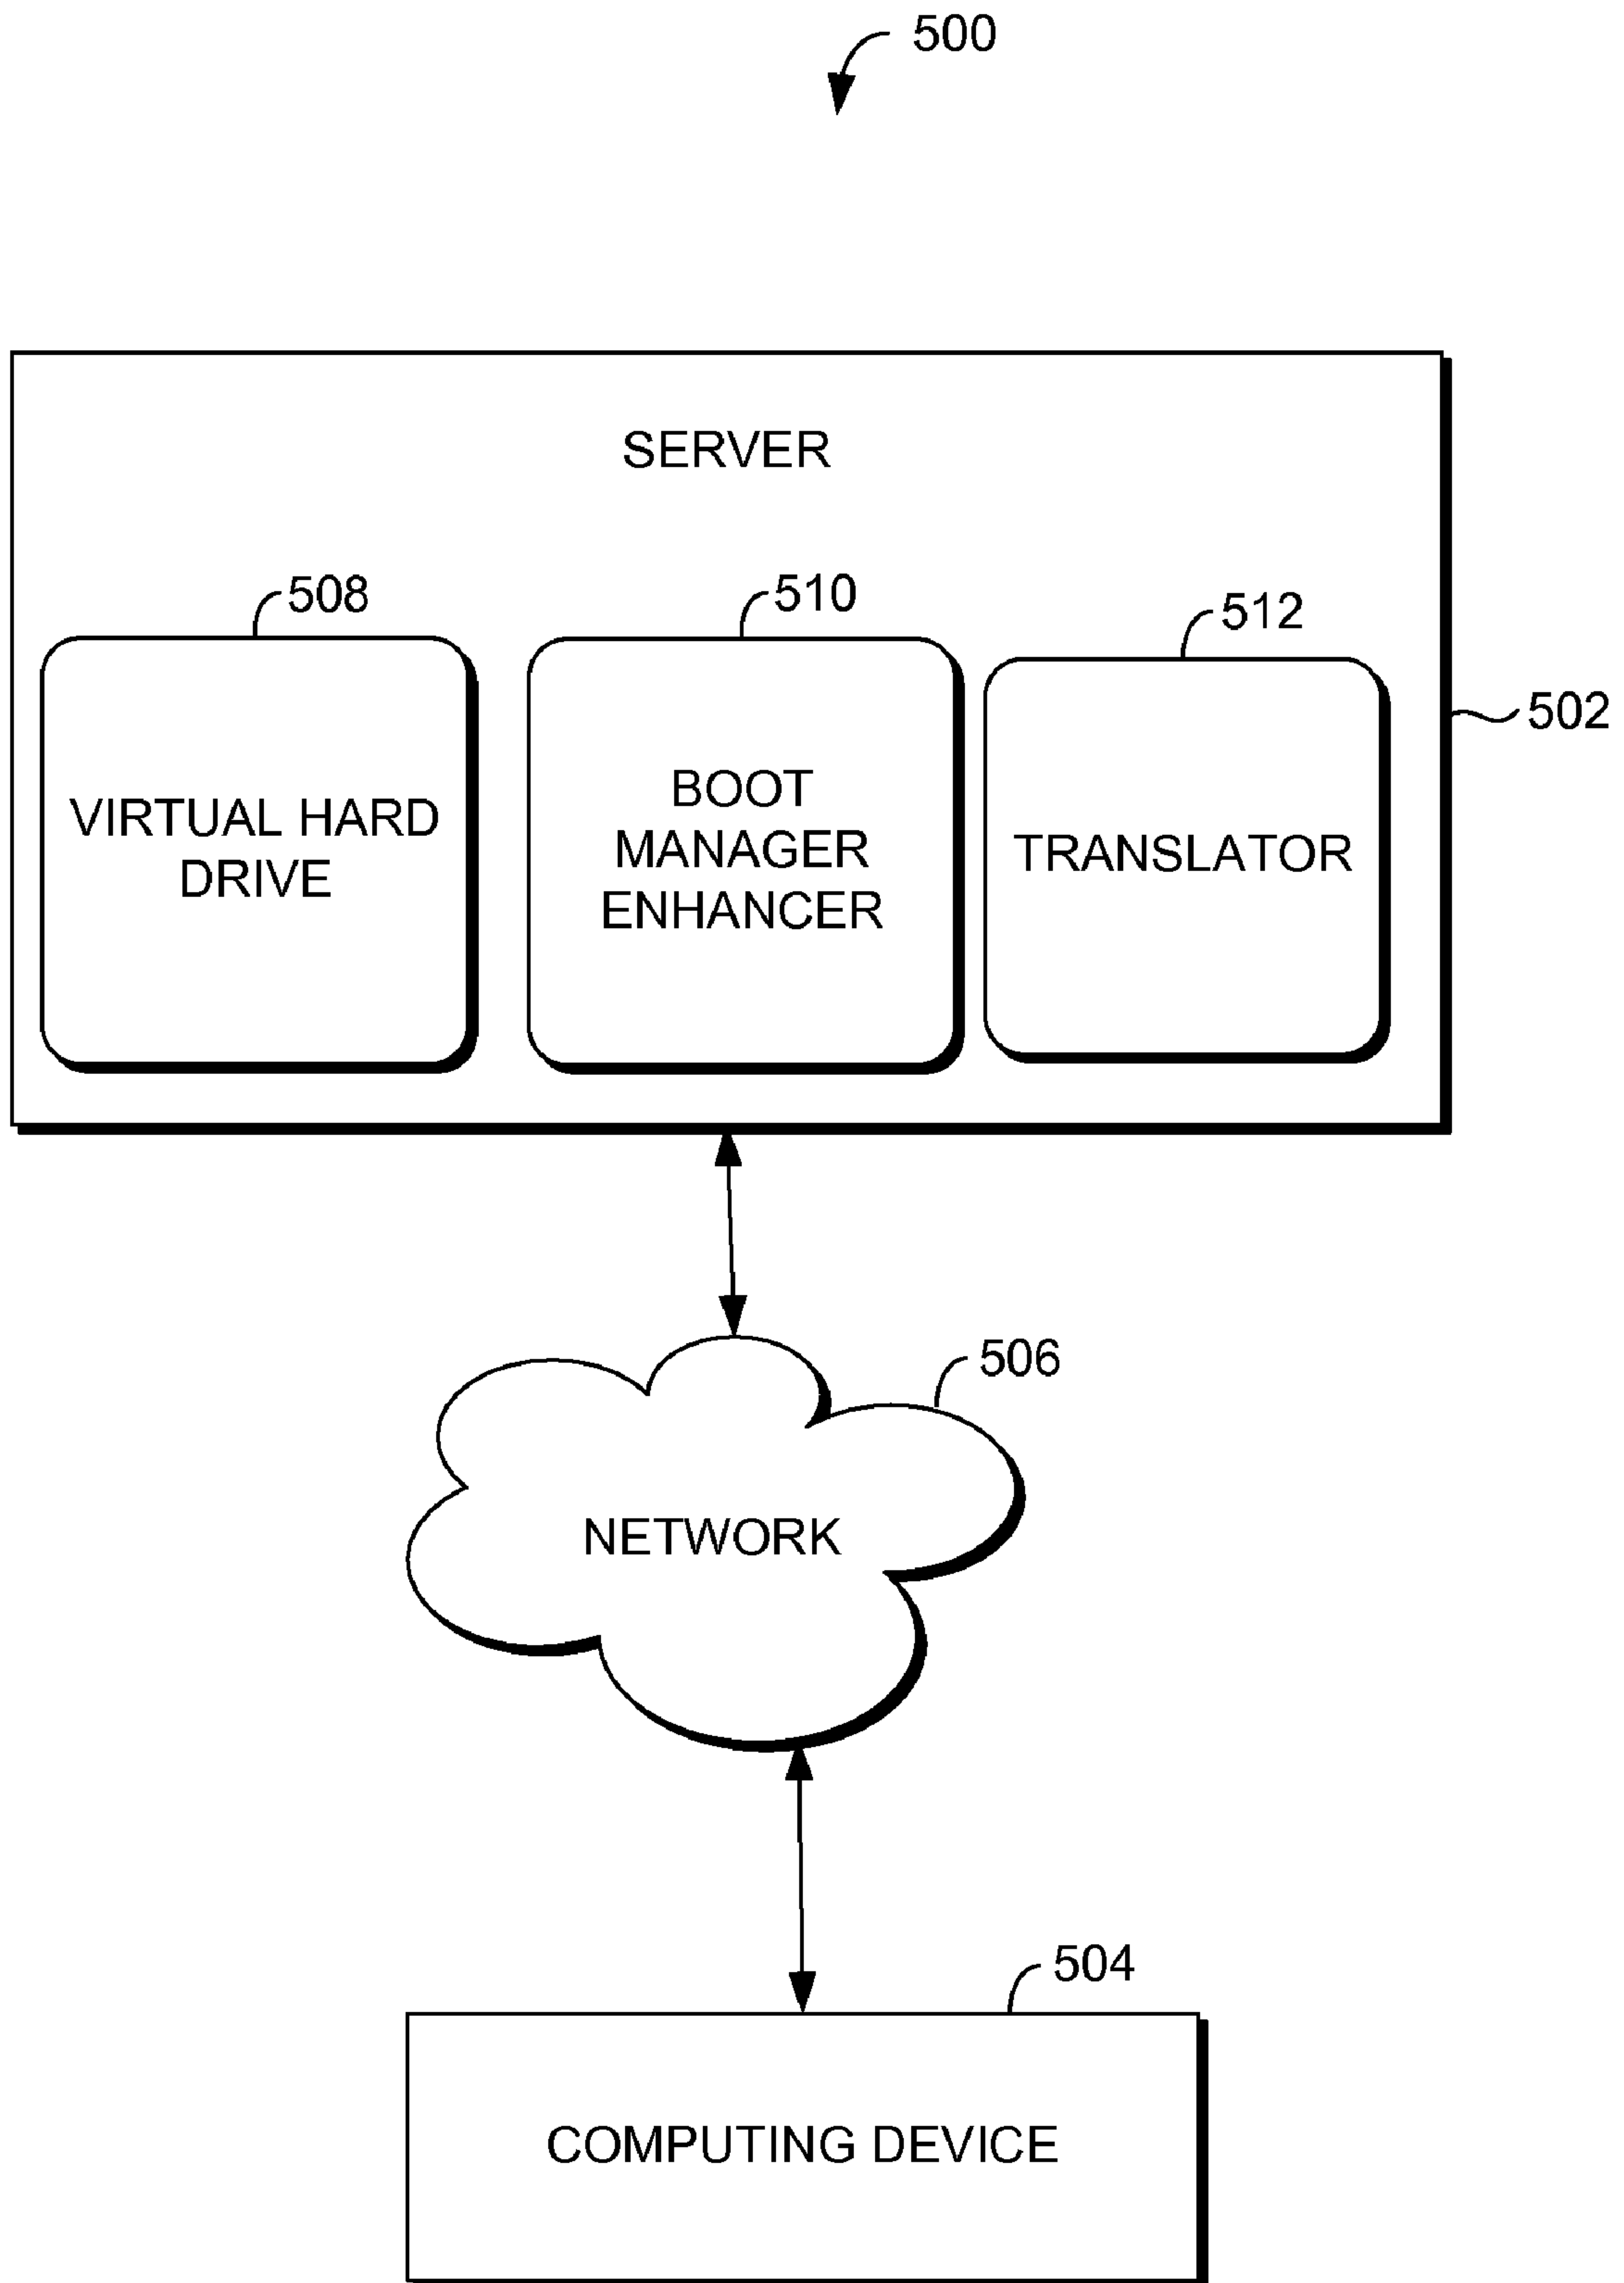 500
SERVER
508
510
512
502
VIRTUAL HARD
DRIVE
BOOT
MANAGER
ENHANCER
TRANSLATOR
506
NETWORK
504
COMPUTING DEVICE